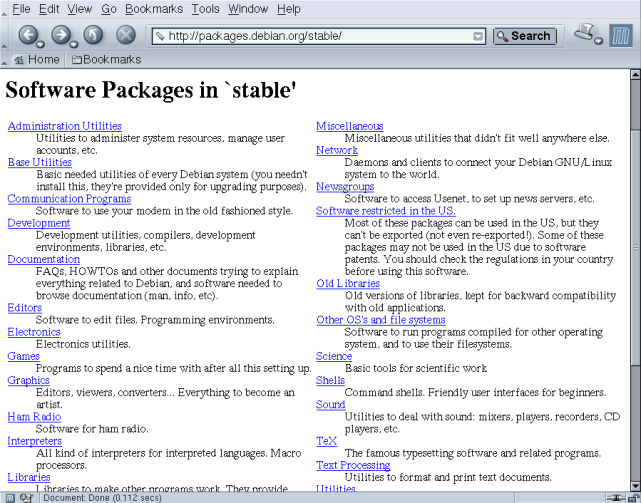 File Edit View Go Bookmarks Tools Window Help
http://packages.debian.org/stable/ Search
Home Bookmarks
Software Packages in `stable'
Administration Utilities
Utilities to administer system resources, manage user
accounts, etc.
Base Utilities
Basic needed utilities of every Debian system (you needn't
install this, they're provided only for upgrading purposes).
Communication Programs
Software to use your modem in the old fashioned style.
Development
Development utilities, compilers, development
environments, libraries, etc.
Documentation
FAQs, HOWTOs and other documents trying to explain
everything related to Debian, and software needed to
browse documentation (man, info, etc).
Editors
Software to edit files. Programming environments.
Electronics
Electronics utilities.
Games
Programs to spend a nice time with after all this setting up.
Graphics
Editors, viewers, converters... Everything to become an
artist.
Ham Radio
Software for ham radio.
Interpreters
All kind of interpreters for interpreted languages. Macro
processors.
Libraries
Libraries to make other programs work. They provide
Miscellaneous
Miscellaneous utilities that didn't fit well anywhere else.
Network
Daemons and clients to connect your Debian GNU/Linux
system to the world.
Newsgroups
Software to access Usenet, to set up news servers, etc.
Software restricted in the US.
Most of these packages can be used in the US, but they
can't be exported (not even re-exported!). Some of these
packages may not be used in the US due to software
patents. You should check the regulations in your country
before using this software.
Old Libraries
Old versions of libraries, kept for backward compatibility
with old applications.
Other OS's and file systems
Software to run programs compiled for other operating
system, and to use their filesystems.
Science
Basic tools for scientific work
Shells
Command shells. Friendly user interfaces for beginners.
Sound
Utilities to deal with sound: mixers, players, recorders, CD
players, etc.
TeX
The famous typesetting software and related programs.
Text Processing
Utilities to format and print text documents.
Utilities
Document: Done (0.112 secs)